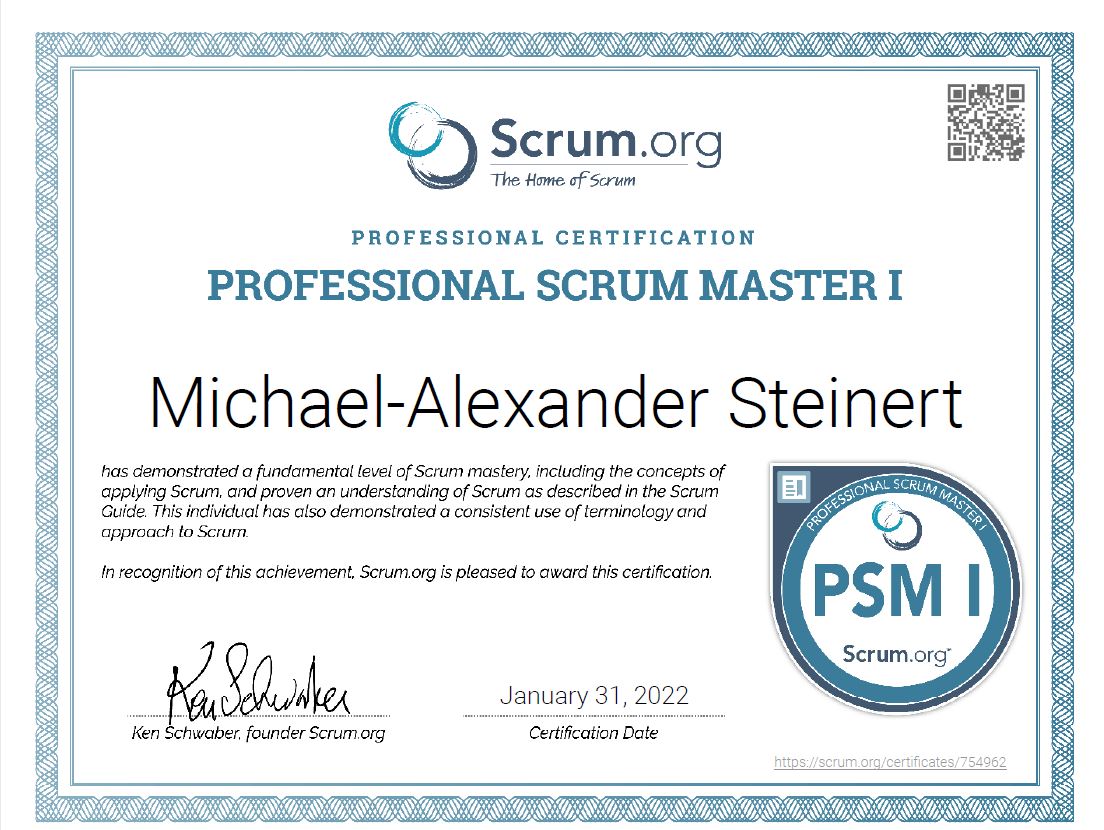 Scrum.org
The Home of Scrum
PROFESSIONAL CERTIFICATION
PROFESSIONAL SCRUM MASTER I
Michael-Alexander Steinert
has demonstrated a fundamental level of Scrum mastery, including the concepts of
applying Scrum, and proven an understanding of Scrum as described in the Scrum
Guide. This individual has also demonstrated a consistent use of terminology and
approach to Scrum.
In recognition of this achievement, Scrum.org is pleased to award this certification.
PROFESSIONAL SCRUM MASTER I
PSM I
Scrum.org
Ken Schwaber
January 31, 2022
Ken Schwaber, founder Scrum.org
Certification Date
https://scrum.org/certificates/754962